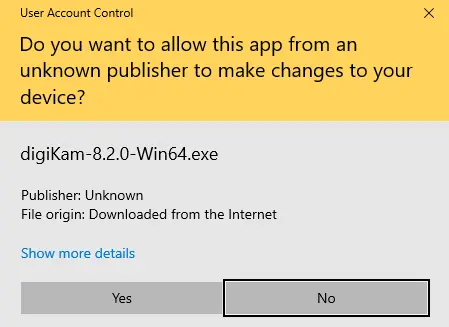 User Account Control
Do you want to allow this app from an
unknown publisher to make changes to your
device?
digiKam-8.2.0-Win64.exe
Publisher: Unknown
File origin: Downloaded from the Internet
Show more details
Yes
No